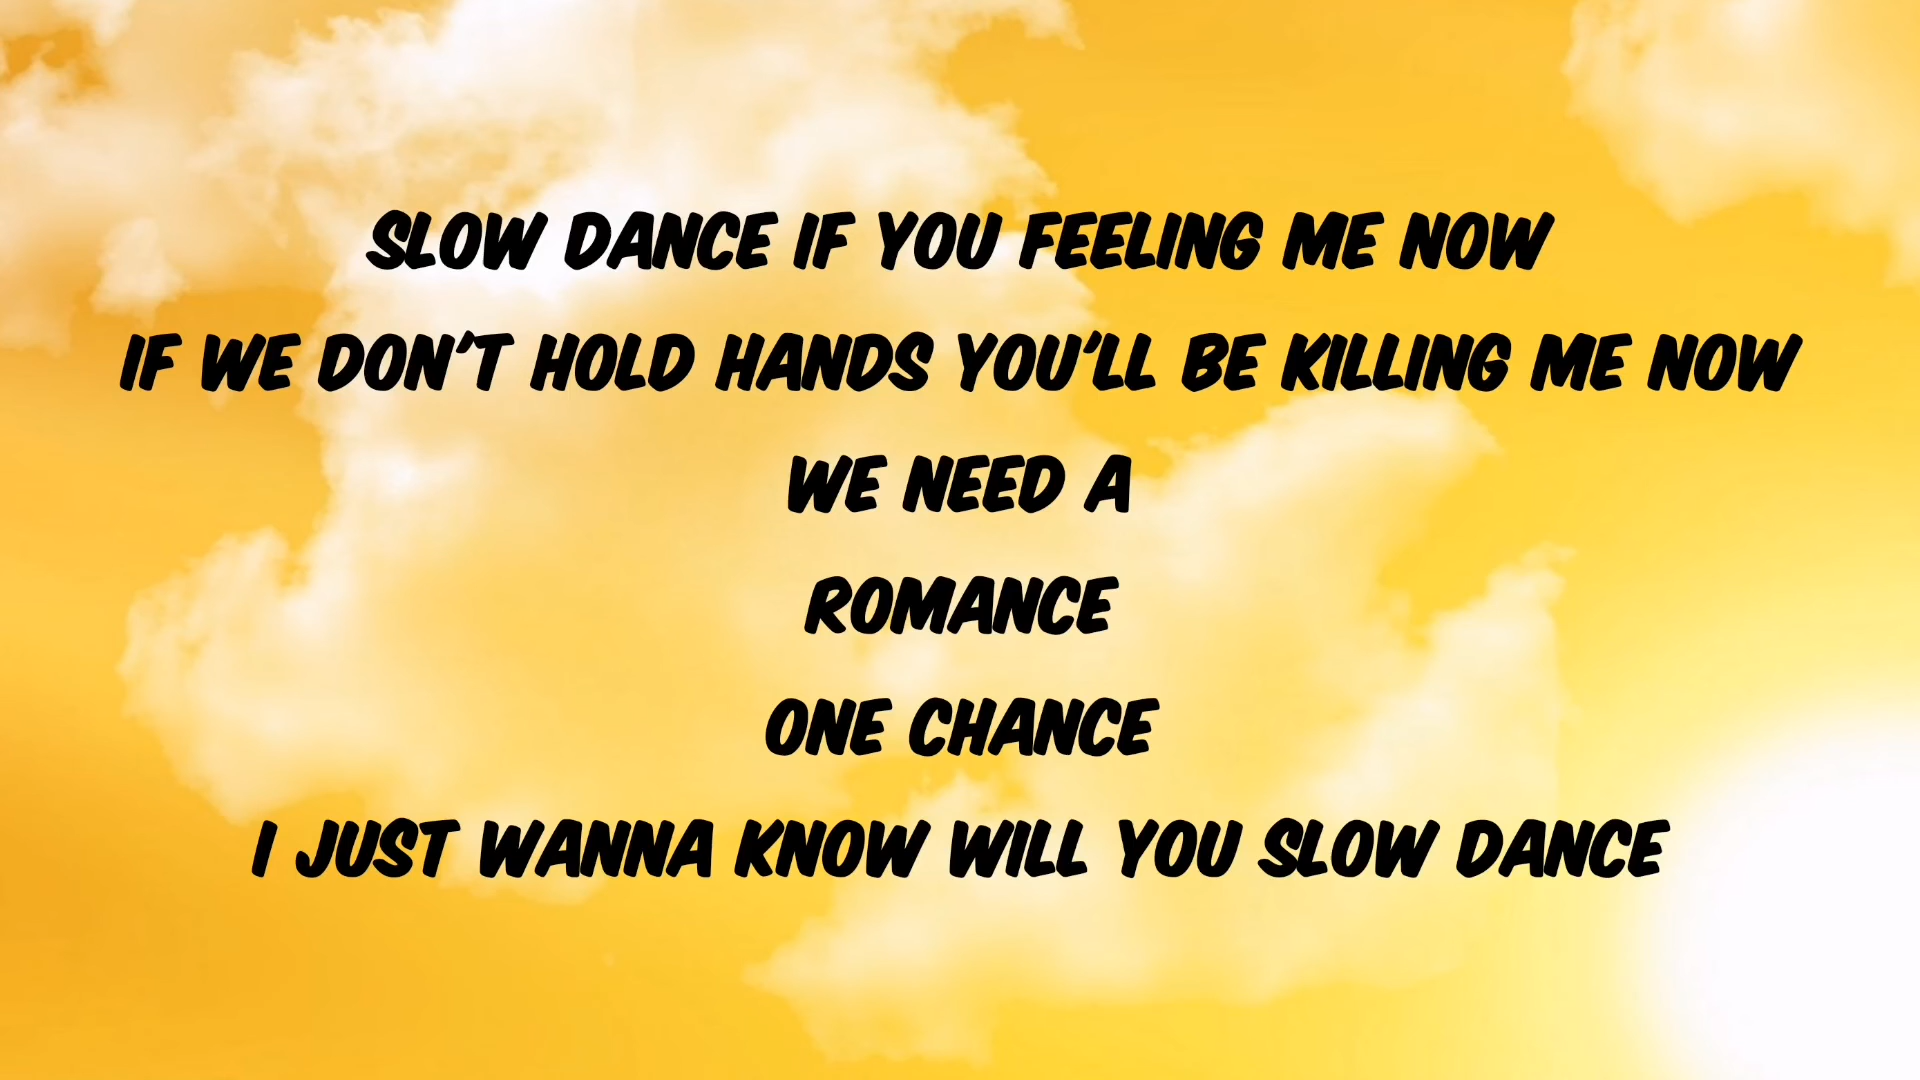 SLOW DANCE IF YOU FEELING ME NOW
IF WE DON'T HOLD HANDS YOU'LL BE KILLING ME NOW
WE NEED A
ROMANCE
ONE CHANCE
I JUST WANNA KNOW WILL YOU SLOW DANCE